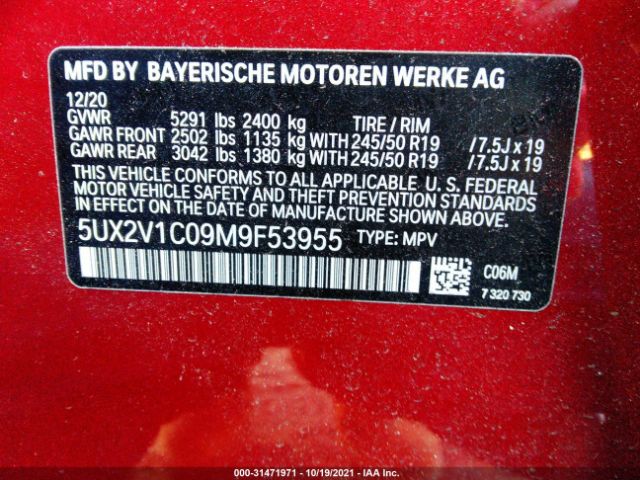 MFD BY BAYERISCHE MOTOREN WERKE AG
12/20
GVWR 5291 lbs 2400 kg TIRE / RIM
GAWR FRONT 2502 lbs 1135 kg WITH 245/50 R19 / 7.5J x 19
GAWR REAR 3042 lbs 1380 kg WITH 245/50 R19 / 7.5J x 19
THIS VEHICLE CONFORMS TO ALL APPLICABLE U. S. FEDERAL
MOTOR VEHICLE SAFETY AND THEFT PREVENTION STANDARDS
IN EFFECT ON THE DATE OF MANUFACTURE SHOWN ABOVE.
5UX2V1C09M9F53955 TYPE: MPV
C06M
7 320 730
000-31471971 | 10/19/2021 | IAA Inc.